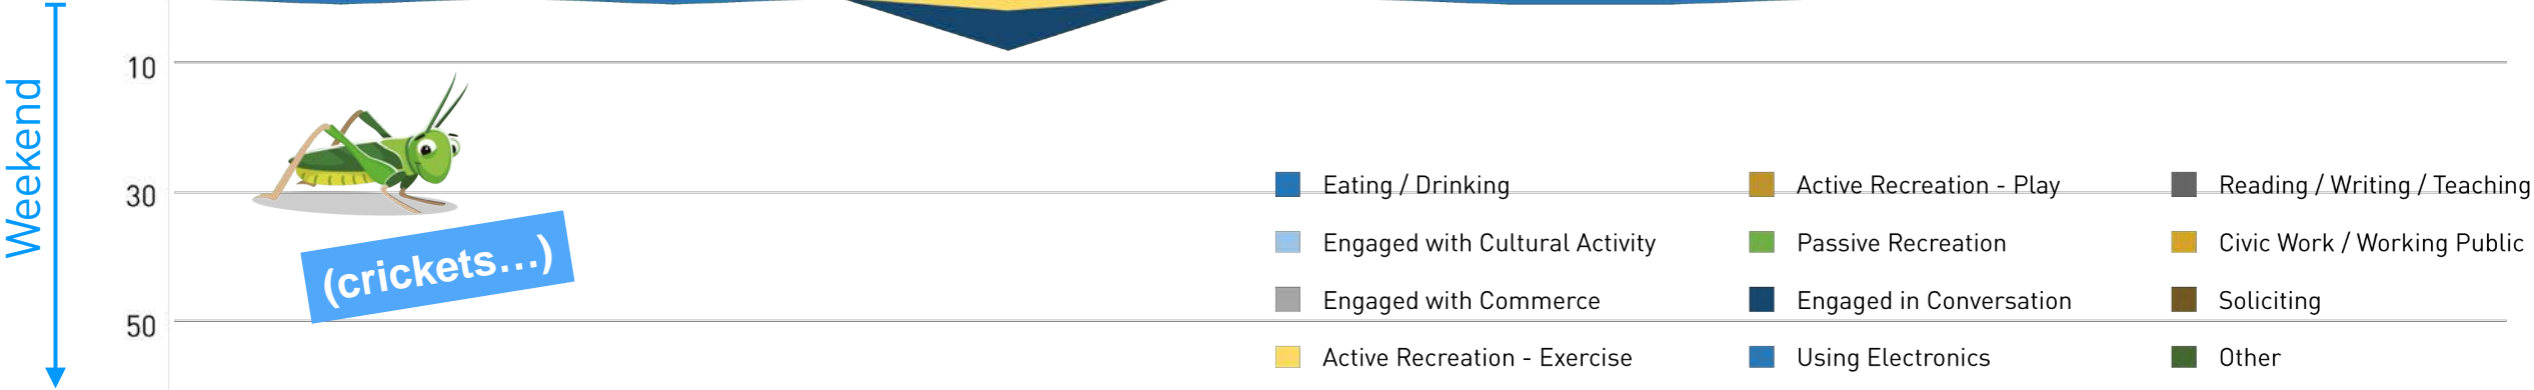 Weekend
10
30
50
(crickets...)
Eating / Drinking
Engaged with Cultural Activity
Engaged with Commerce
Active Recreation - Exercise
Active Recreation - Play
Passive Recreation
Engaged in Conversation
Using Electronics
Reading / Writing / Teaching
Civic Work / Working Public
Soliciting
Other